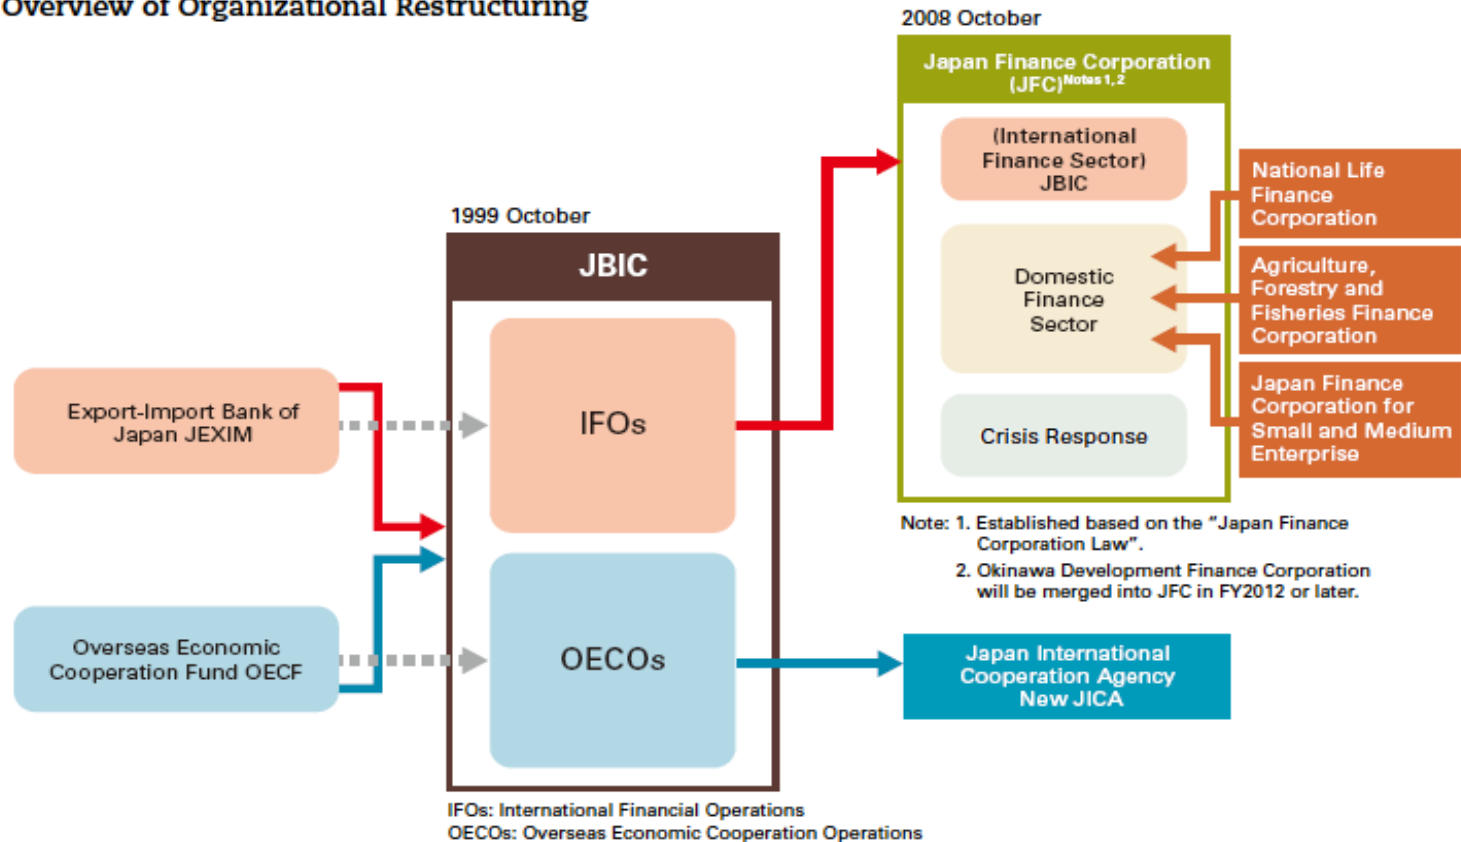 Overview of Organizational Restructuring
2008 October
Japan Finance Corporation
(JFC)Notes 1, 2
(International
Finance Sector)
JBIC
National Life
Finance
Corporation
1999 October
JBIC
Domestic
Finance
Sector
Agriculture,
Forestry and
Fisheries Finance
Corporation
Export-Import Bank of
Japan JEXIM
IFOs
Crisis Response
Japan Finance
Corporation for
Small and Medium
Enterprise
Note: 1. Established based on the “Japan Finance
Corporation Law”.
2. Okinawa Development Finance Corporation
will be merged into JFC in FY2012 or later.
Overseas Economic
Cooperation Fund OECF
OECOs
Japan International
Cooperation Agency
New JICA
IFOs: International Financial Operations
OECOs: Overseas Economic Cooperation Operations